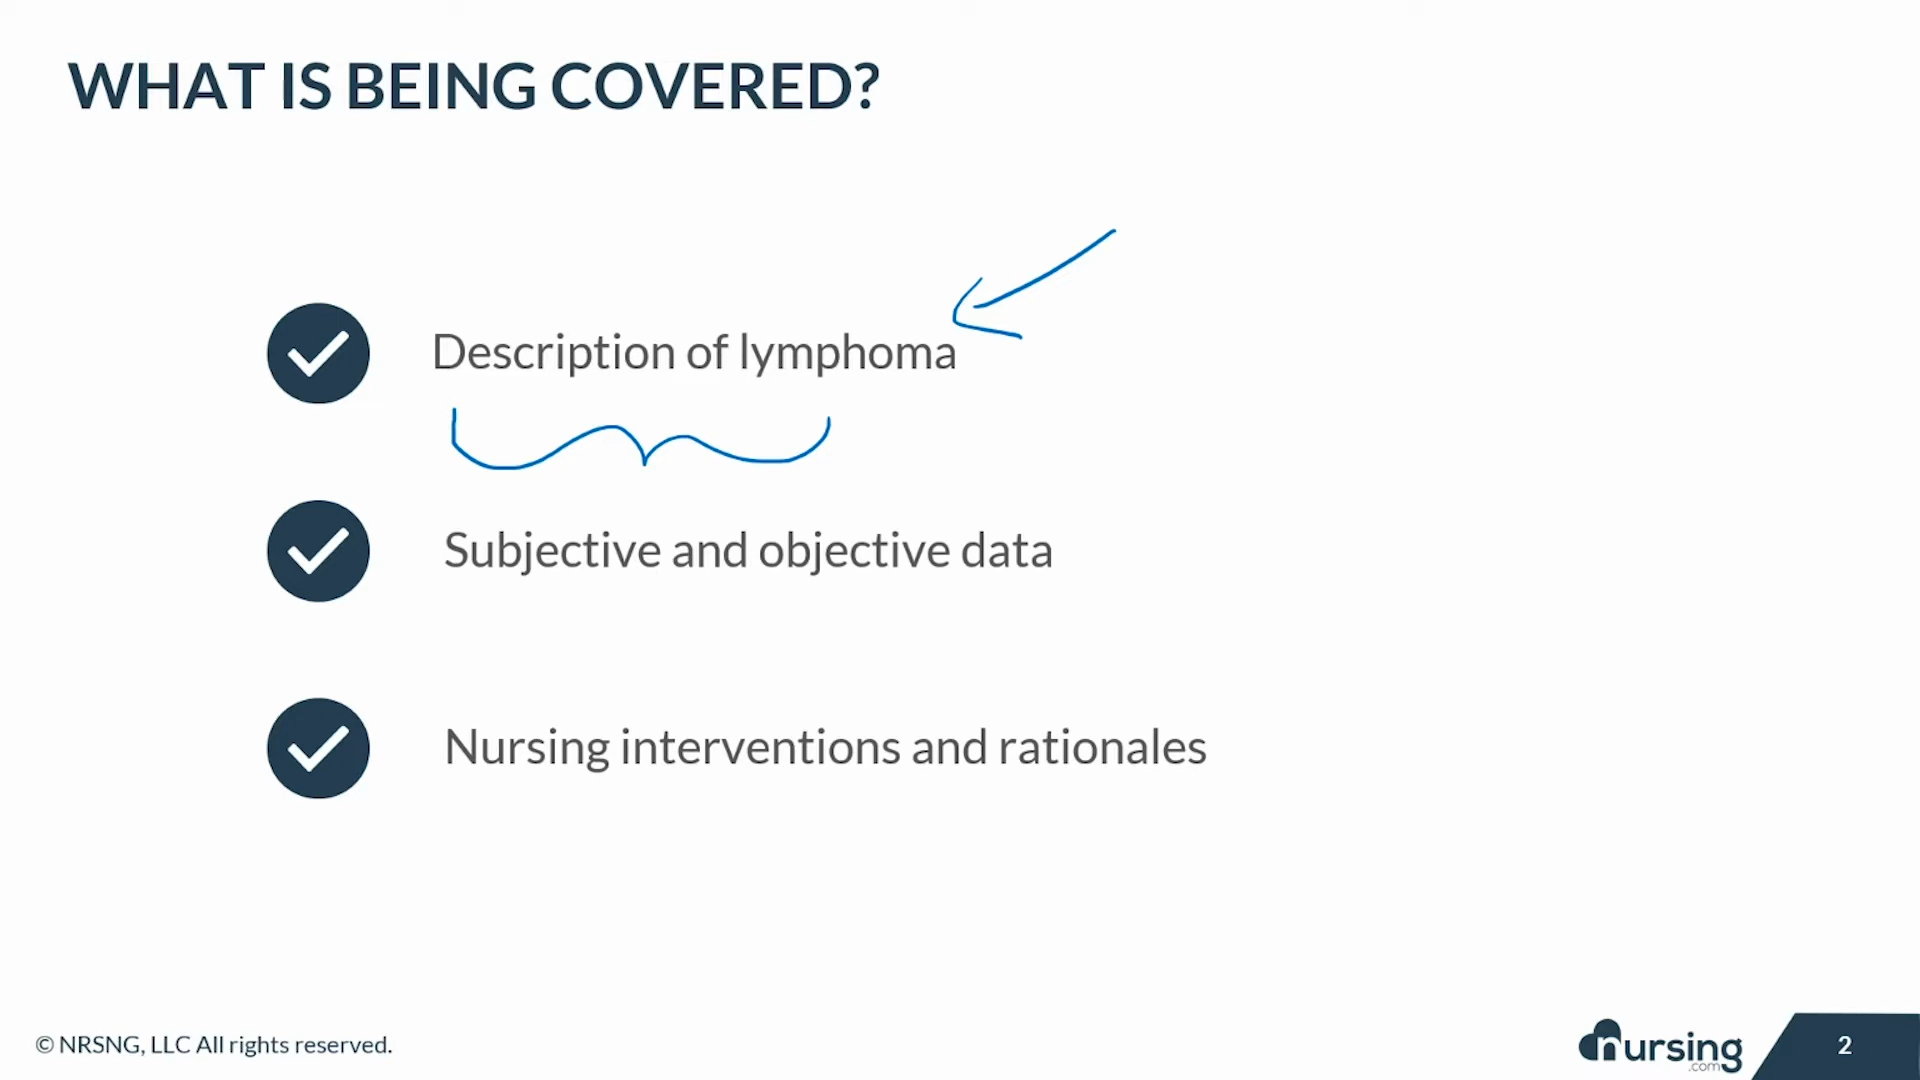 WHAT IS BEING COVERED?
Description of lymphoma
Subjective and objective data
Nursing interventions and rationales
© NRSNG, LLC All rights reserved.
nursing
.com
2